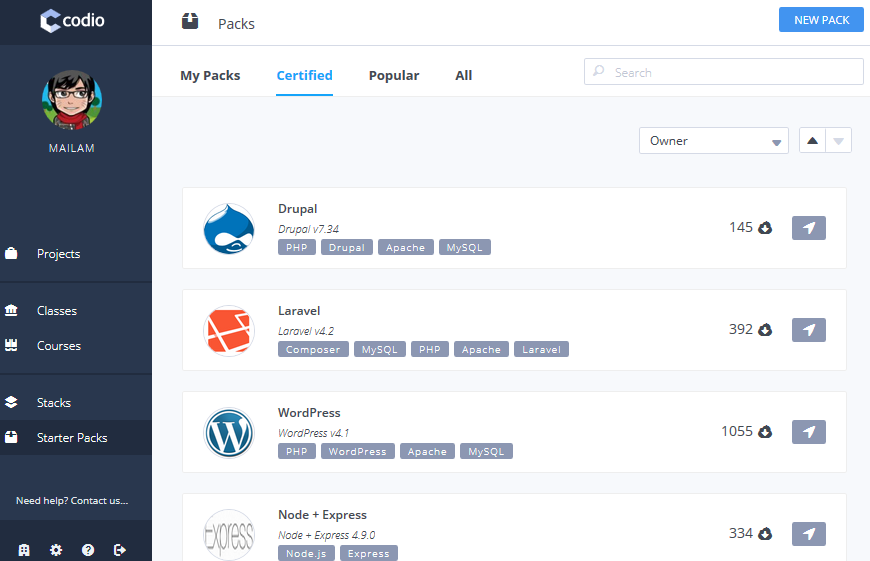 codio
MAILAM
Projects
Classes
Courses
Stacks
Starter Packs
Need help? Contact us...
Packs
NEW PACK
My Packs Certified Popular All
Search
Owner
Drupal
Drupal v7.34
PHP Drupal Apache MySQL
145
Laravel
Laravel v4.2
Composer MySQL PHP Apache Laravel
392
WordPress
WordPress v4.1
PHP WordPress Apache MySQL
1055
express
Node + Express
Node + Express 4.9.0
Node.js Express
334